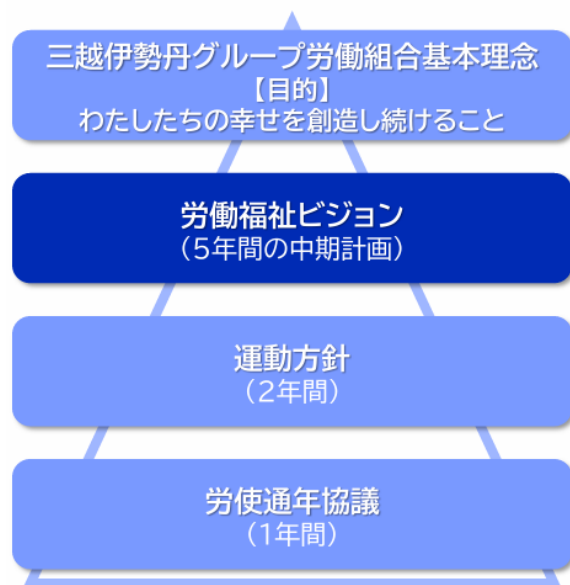 三越伊勢丹グループ労働組合基本理念
【目的】
わたしたちの幸せを創造し続けること
労働福祉ビジョン
（5年間の中期計画）
運動方針
（2年間）
労使通年協議
（1年間）